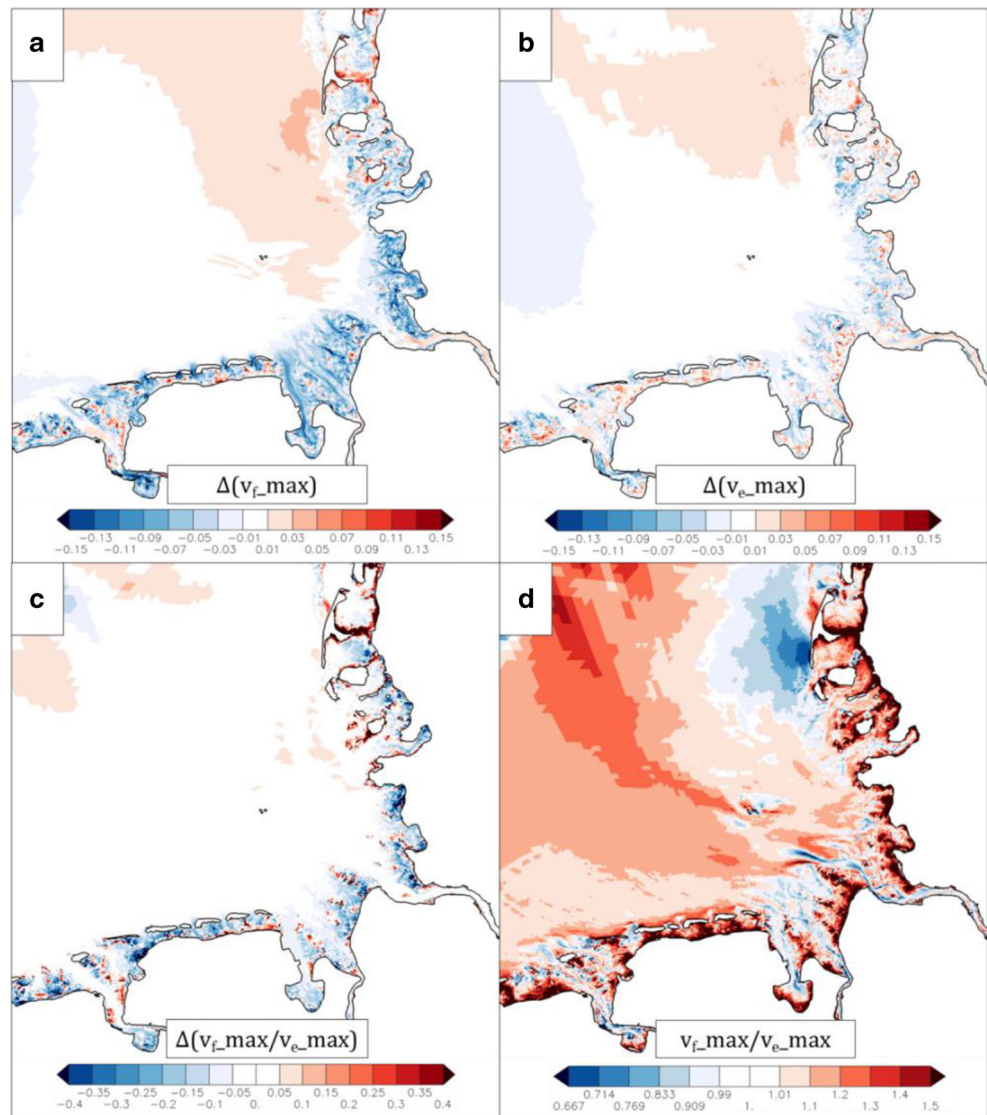 a
b
Δ(v_f_max)
Δ(v_e_max)
−0.13 −0.09 −0.05 −0.01 0.03 0.07 0.11 0.15
−0.15 −0.11 −0.07 −0.03 0.01 0.05 0.09 0.13
−0.13 −0.09 −0.05 −0.01 0.03 0.07 0.11 0.15
−0.15 −0.11 −0.07 −0.03 0.01 0.05 0.09 0.13
c
d
Δ(v_f_max/v_e_max)
v_f_max/v_e_max
−0.35 −0.25 −0.15 −0.05 0.05 0.15 0.25 0.35
−0.4 −0.3 −0.2 −0.1 0. 0.1 0.2 0.3 0.4
0.714 0.833 0.99 1.01 1.2 1.4
0.667 0.769 0.909 1. 1.1 1.3 1.5